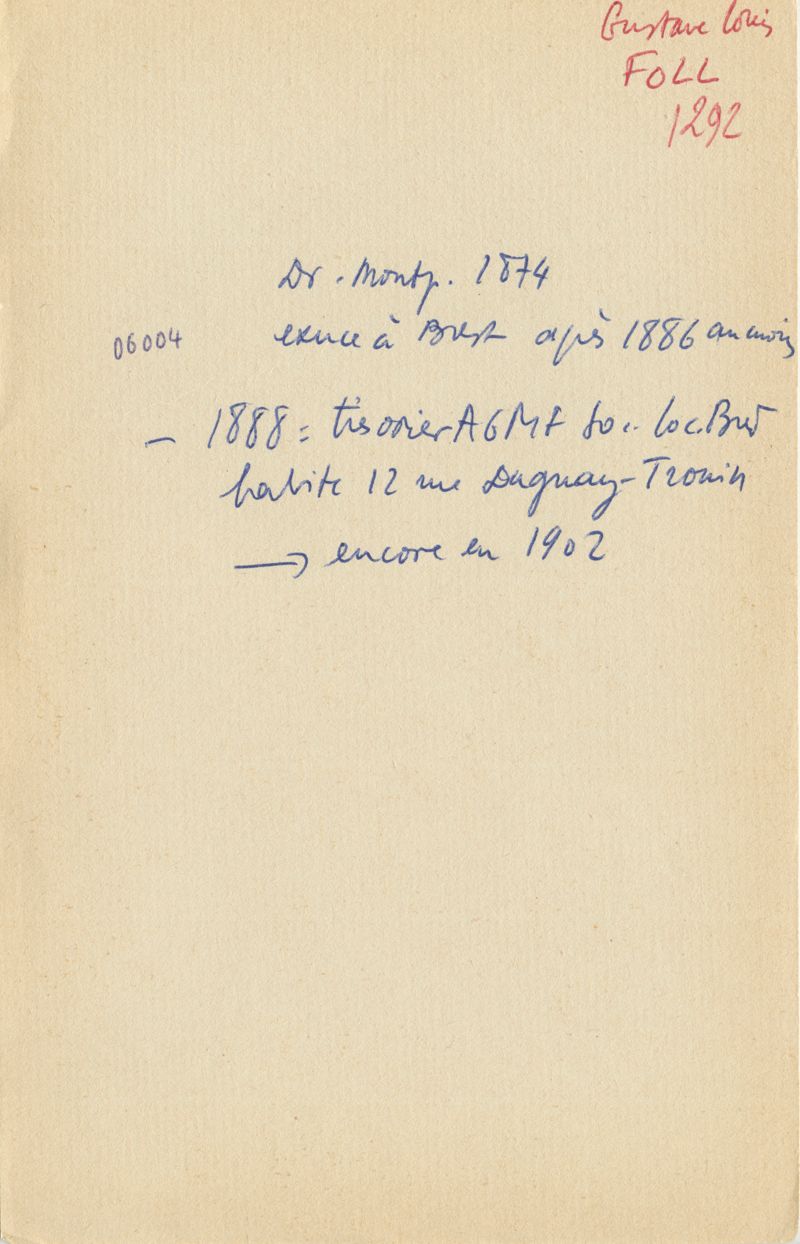 Gustave Louis
FOLL
1292
Dr. Montp. 1874
06004
exerce à Brest après 1886 au moins
– 1888 = trésorier AGMF Soc. loc. Brest
habite 12 rue Duguay-Trouin
→ encore en 1902